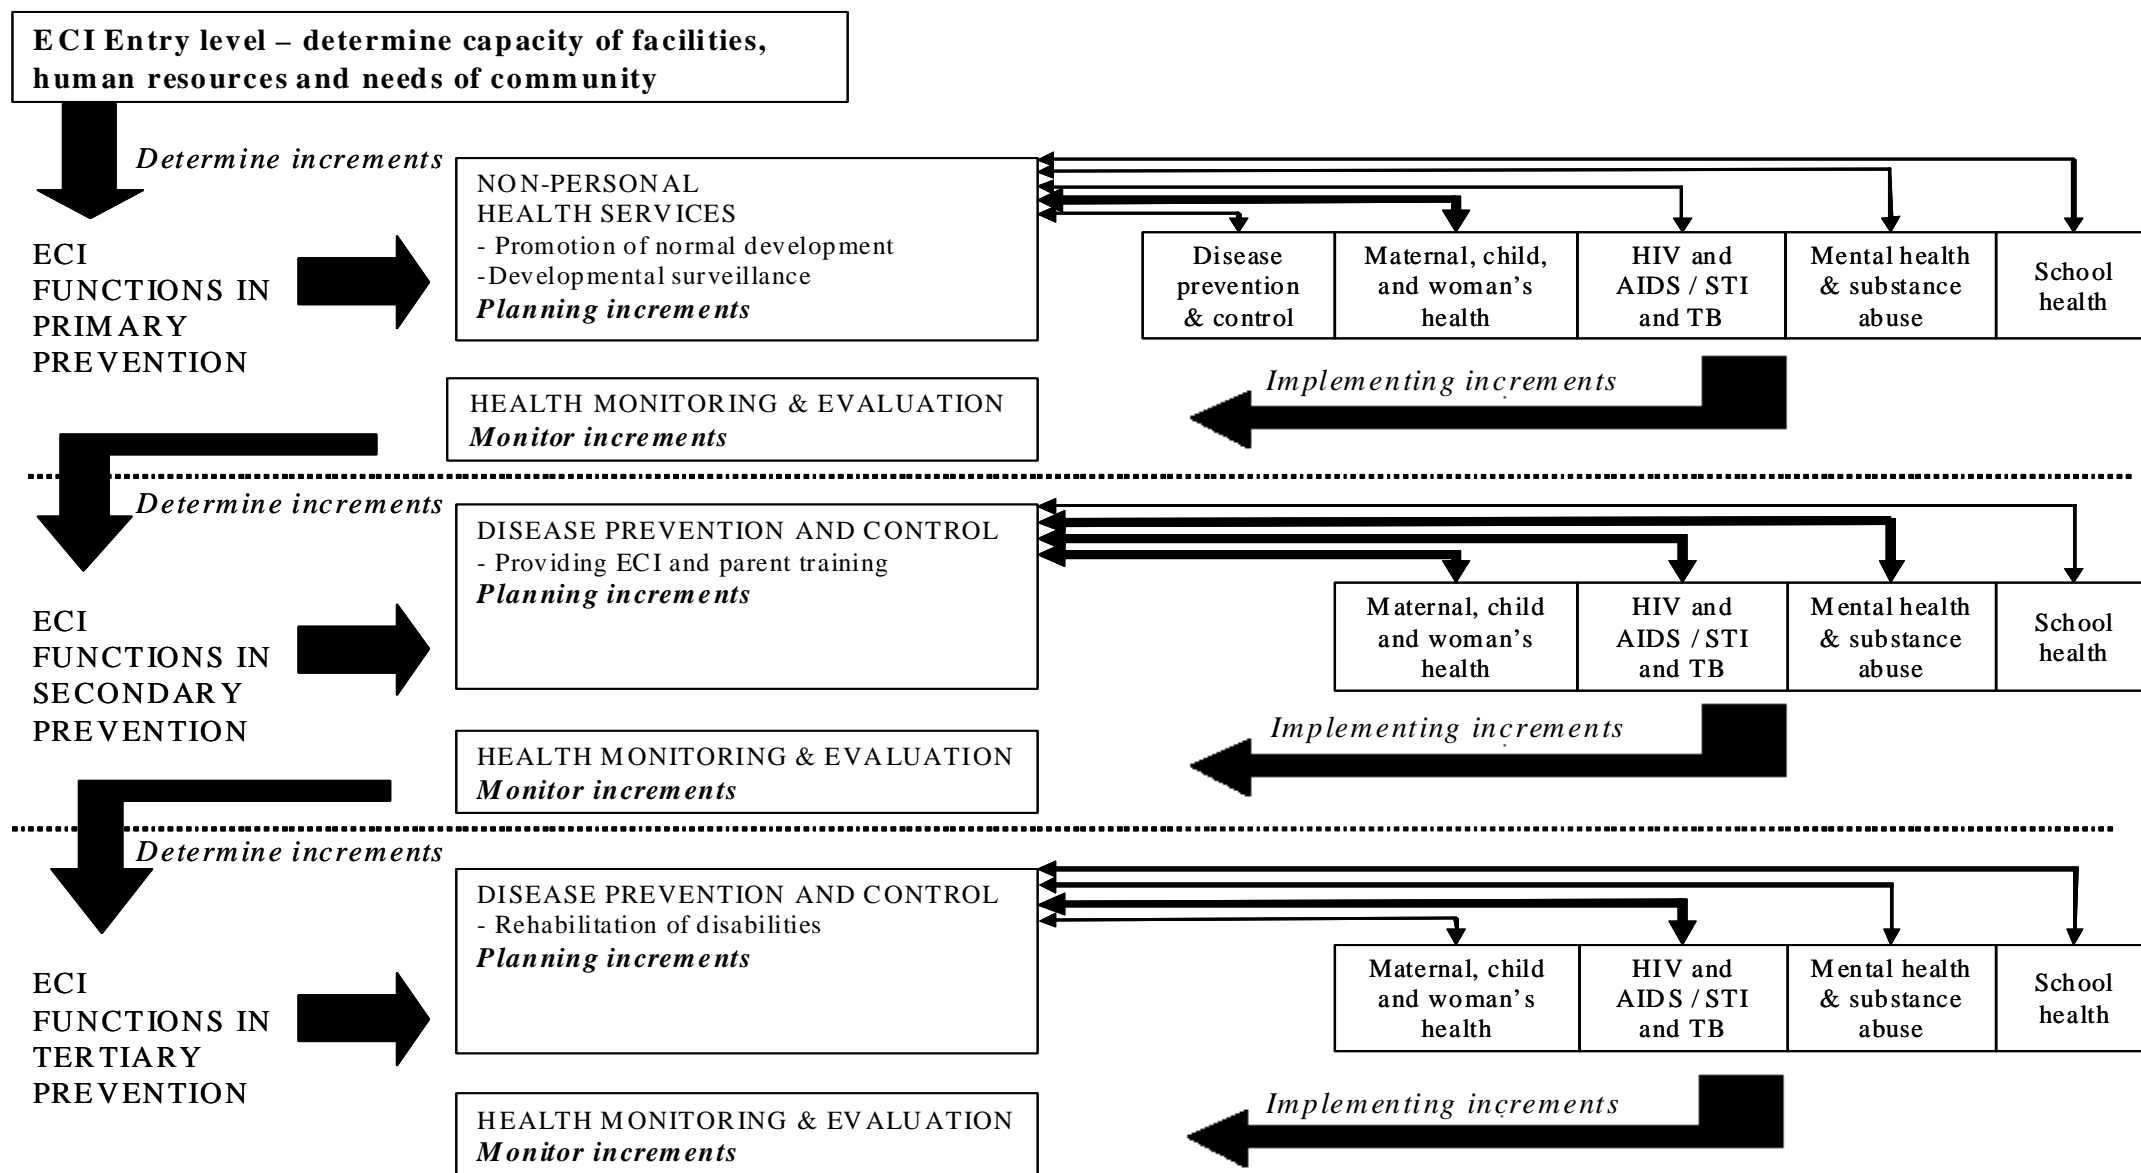 ECI Entry level – determine capacity of facilities,
human resources and needs of community
Determine increments
ECI
FUNCTIONS IN
PRIMARY
PREVENTION
NON-PERSONAL
HEALTH SERVICES
- Promotion of normal development
-Developmental surveillance
Planning increments
Disease
prevention
& control
Maternal, child,
and woman's
health
HIV and
AIDS / STI
and TB
Mental health
& substance
abuse
School
health
Implementing increments
HEALTH MONITORING & EVALUATION
Monitor increments
Determine increments
ECI
FUNCTIONS IN
SECONDARY
PREVENTION
DISEASE PREVENTION AND CONTROL
- Providing ECI and parent training
Planning increments
Maternal, child
and woman's
health
HIV and
AIDS / STI
and TB
Mental health
& substance
abuse
School
health
Implementing increments
HEALTH MONITORING & EVALUATION
Monitor increments
Determine increments
ECI
FUNCTIONS IN
TERTIARY
PREVENTION
DISEASE PREVENTION AND CONTROL
- Rehabilitation of disabilities
Planning increments
Maternal, child
and woman's
health
HIV and
AIDS / STI
and TB
Mental health
& substance
abuse
School
health
Implementing increments
HEALTH MONITORING & EVALUATION
Monitor increments